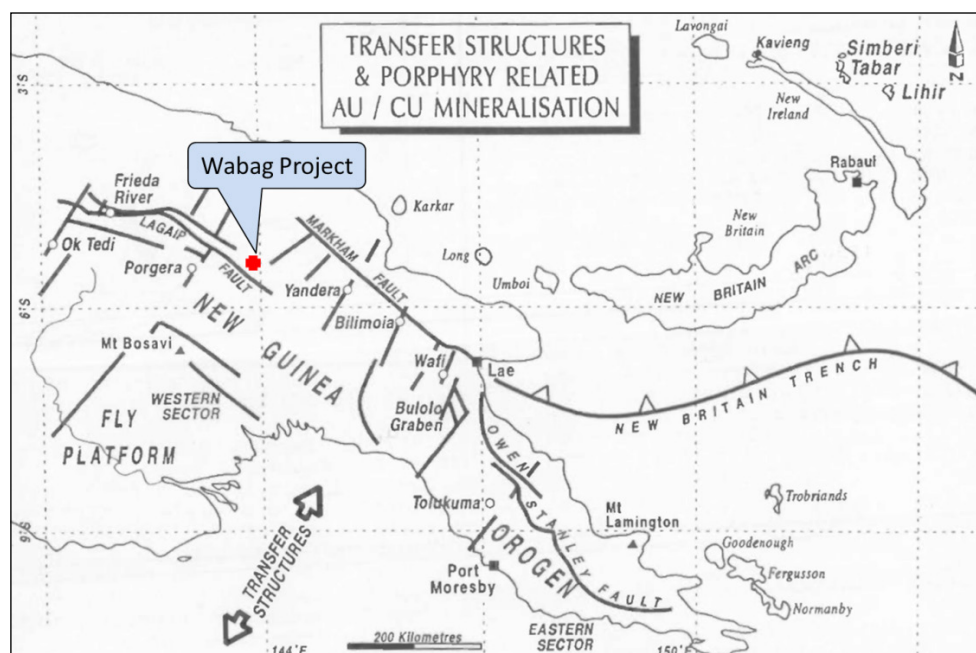 TRANSFER STRUCTURES
& PORPHYRY RELATED
AU / CU MINERALISATION
Lavongai
Kavieng
Simberi
Tabar
Lihir
N
3°S
New
Ireland
Wabag Project
Rabaul
Frieda
River
Karkar
LAGAIP
FAULT
MARKHAM
FAULT
New
Britain
Ok Tedi
Porgera
Long
Umboi
NEW BRITAIN ARC
Yandera
6°S
NEW
GUINEA
Bilimoia
Mt Bosavi
Wafi
Lae
WESTERN
SECTOR
Bulolo
Graben
NEW BRITAIN TRENCH
FLY
PLATFORM
OWEN
STANLEY FAULT
Tolukuma
Mt
Lamington
Trobriands
9°S
TRANSFER
STRUCTURES
OROGEN
Goodenough
Port
Moresby
Fergusson
Normanby
EASTERN
SECTOR
200 Kilometres
144°E
150°E